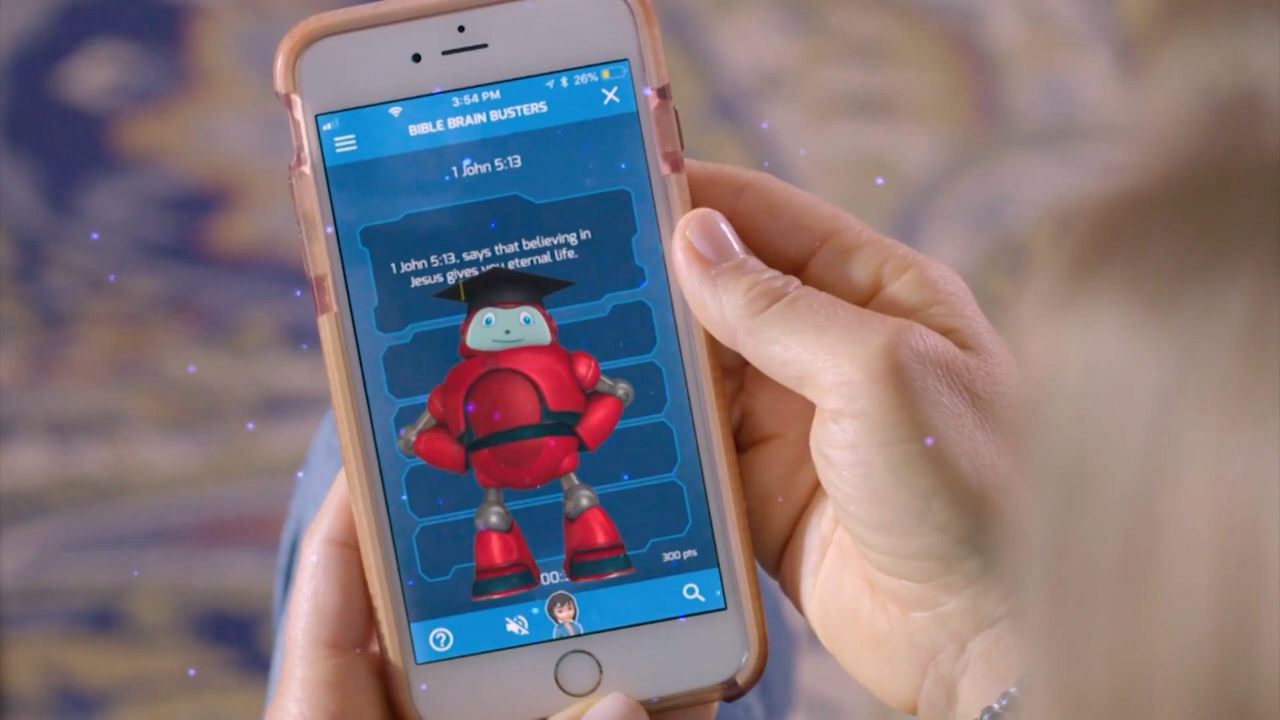 3:54 PM
26%
BIBLE BRAIN BUSTERS
1 John 5:13
1 John 5:13, says that believing in
Jesus gives you eternal life.
300 pts
00:
?